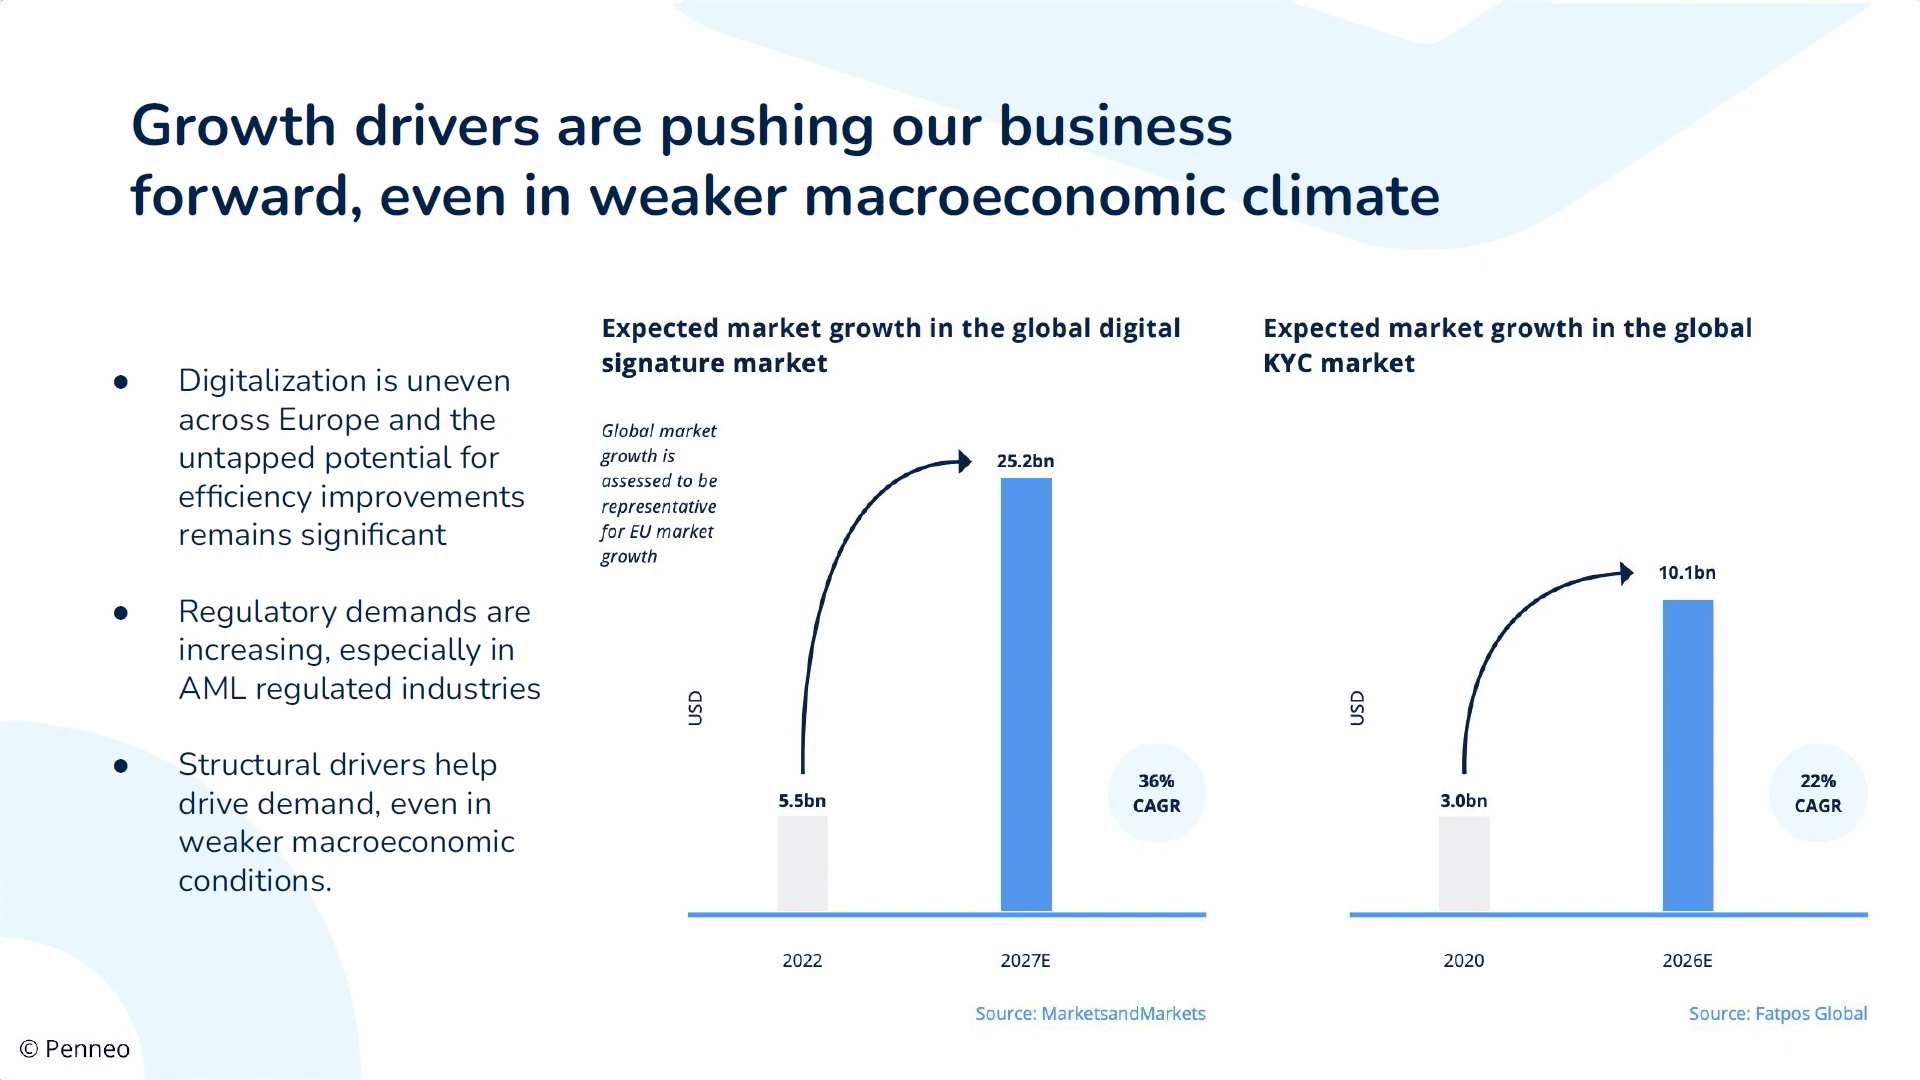 Growth drivers are pushing our business
forward, even in weaker macroeconomic climate
● Digitalization is uneven
across Europe and the
untapped potential for
efficiency improvements
remains significant
● Regulatory demands are
increasing, especially in
AML regulated industries
● Structural drivers help
drive demand, even in
weaker macroeconomic
conditions.
Expected market growth in the global digital
signature market
Global market
growth is
assessed to be
representative
for EU market
growth
25.2bn
USD
5.5bn
36%
CAGR
2022
2027E
Source: MarketsandMarkets
Expected market growth in the global
KYC market
10.1bn
USD
3.0bn
22%
CAGR
2020
2026E
Source: Fatpos Global
© Penneo